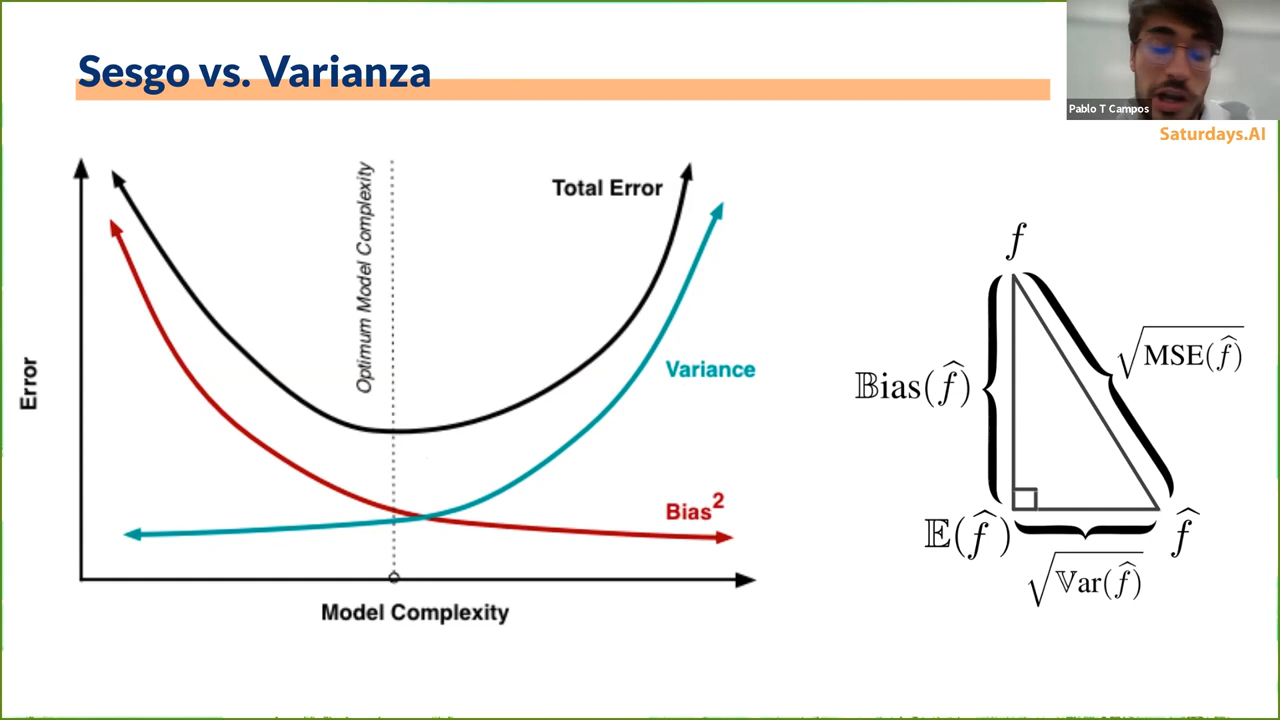 Sesgo vs. Varianza
Pablo T Campos
Saturdays.AI
Total Error
Optimum Model Complexity
Variance
Bias²
Error
Model Complexity
f
𝔹ias(f̂)
√MSE(f̂)
𝔼(f̂)
f̂
√𝕍ar(f̂)